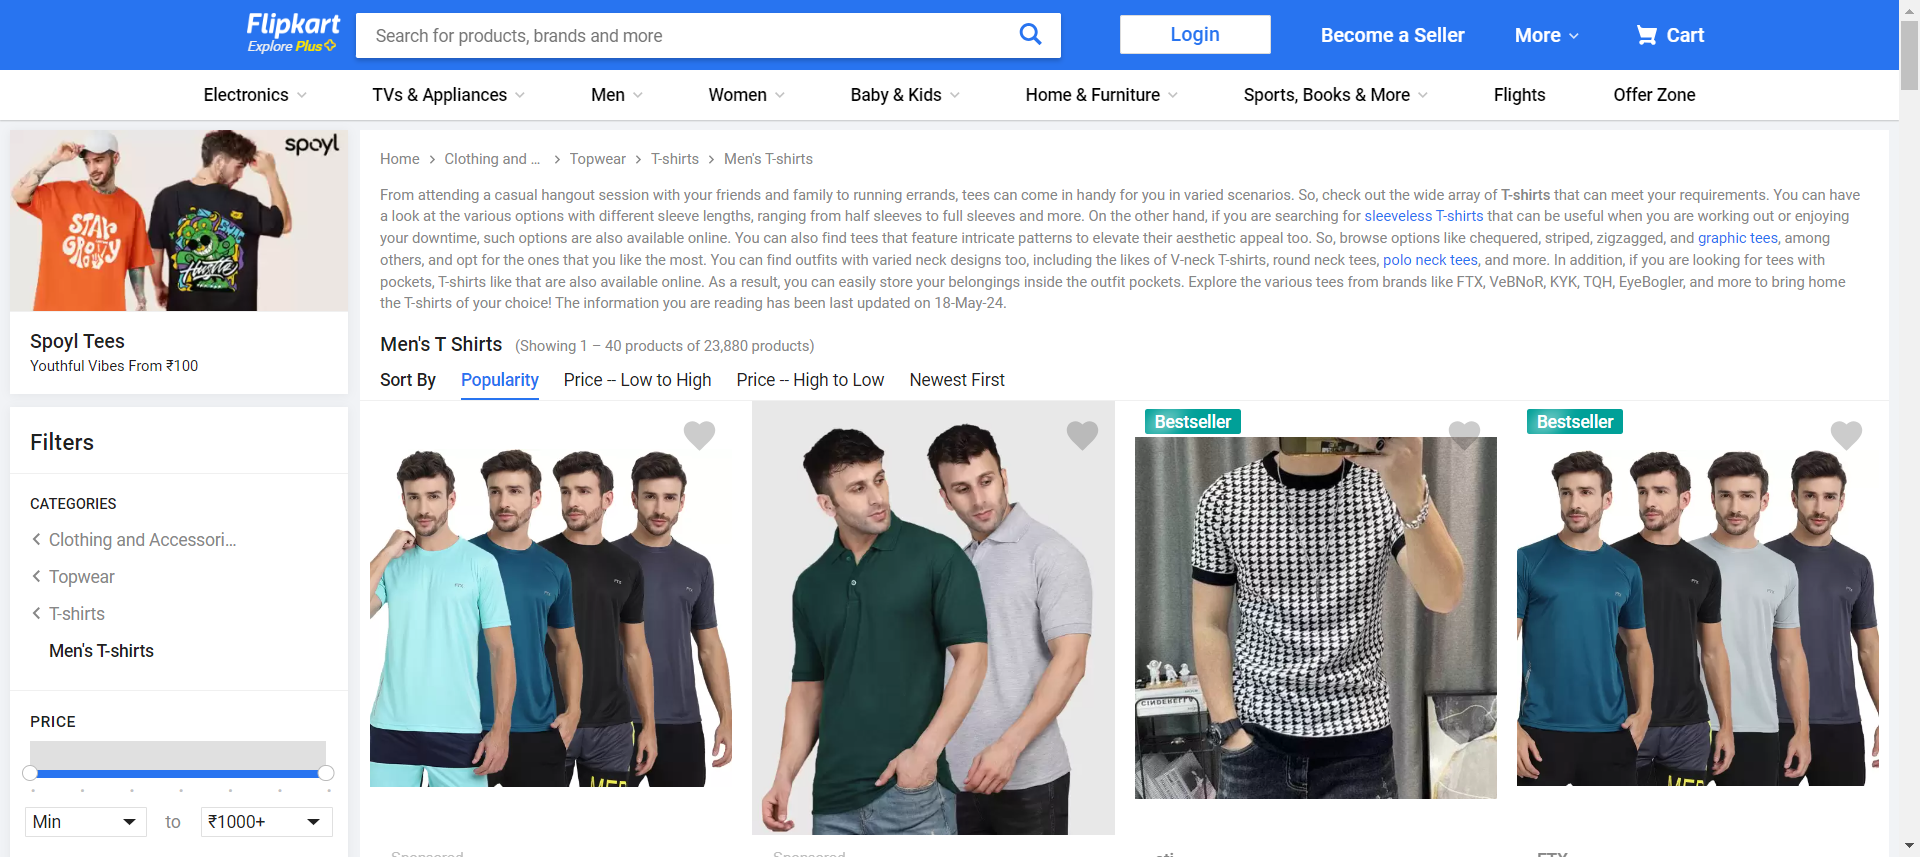 Flipkart
Explore Plus
Search for products, brands and more
Login
Become a Seller
More
Cart
Electronics
TVs & Appliances
Men
Women
Baby & Kids
Home & Furniture
Sports, Books & More
Flights
Offer Zone
spoyl
STAY
GROOVY
Hustle
Spoyl Tees
Youthful Vibes From ₹100
Filters
CATEGORIES
Clothing and Accessori...
Topwear
T-shirts
Men's T-shirts
PRICE
Min
to
₹1000+
Home
Clothing and ...
Topwear
T-shirts
Men's T-shirts
From attending a casual hangout session with your friends and family to running errands, tees can come in handy for you in varied scenarios. So, check out the wide array of T-shirts that can meet your requirements. You can have
a look at the various options with different sleeve lengths, ranging from half sleeves to full sleeves and more. On the other hand, if you are searching for sleeveless T-shirts that can be useful when you are working out or enjoying
your downtime, such options are also available online. You can also find tees that feature intricate patterns to elevate their aesthetic appeal too. So, browse options like chequered, striped, zigzagged, and graphic tees, among
others, and opt for the ones that you like the most. You can find outfits with varied neck designs too, including the likes of V-neck T-shirts, round neck tees, polo neck tees, and more. In addition, if you are looking for tees with
pockets, T-shirts like that are also available online. As a result, you can easily store your belongings inside the outfit pockets. Explore the various tees from brands like FTX, VeBNoR, KYK, TQH, EyeBogler, and more to bring home
the T-shirts of your choice! The information you are reading has been last updated on 18-May-24.
Men's T Shirts (Showing 1 – 40 products of 23,880 products)
Sort By
Popularity
Price -- Low to High
Price -- High to Low
Newest First
Bestseller
Bestseller
FTX
FTX
FTX
FTX
CINDERELLA
FTX
FTX
FTX
FTX
Sponsored
Sponsored
FTX